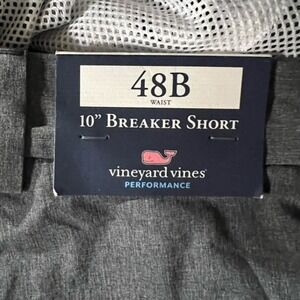 48B
WAIST
10” BREAKER SHORT
vineyard vines
PERFORMANCE